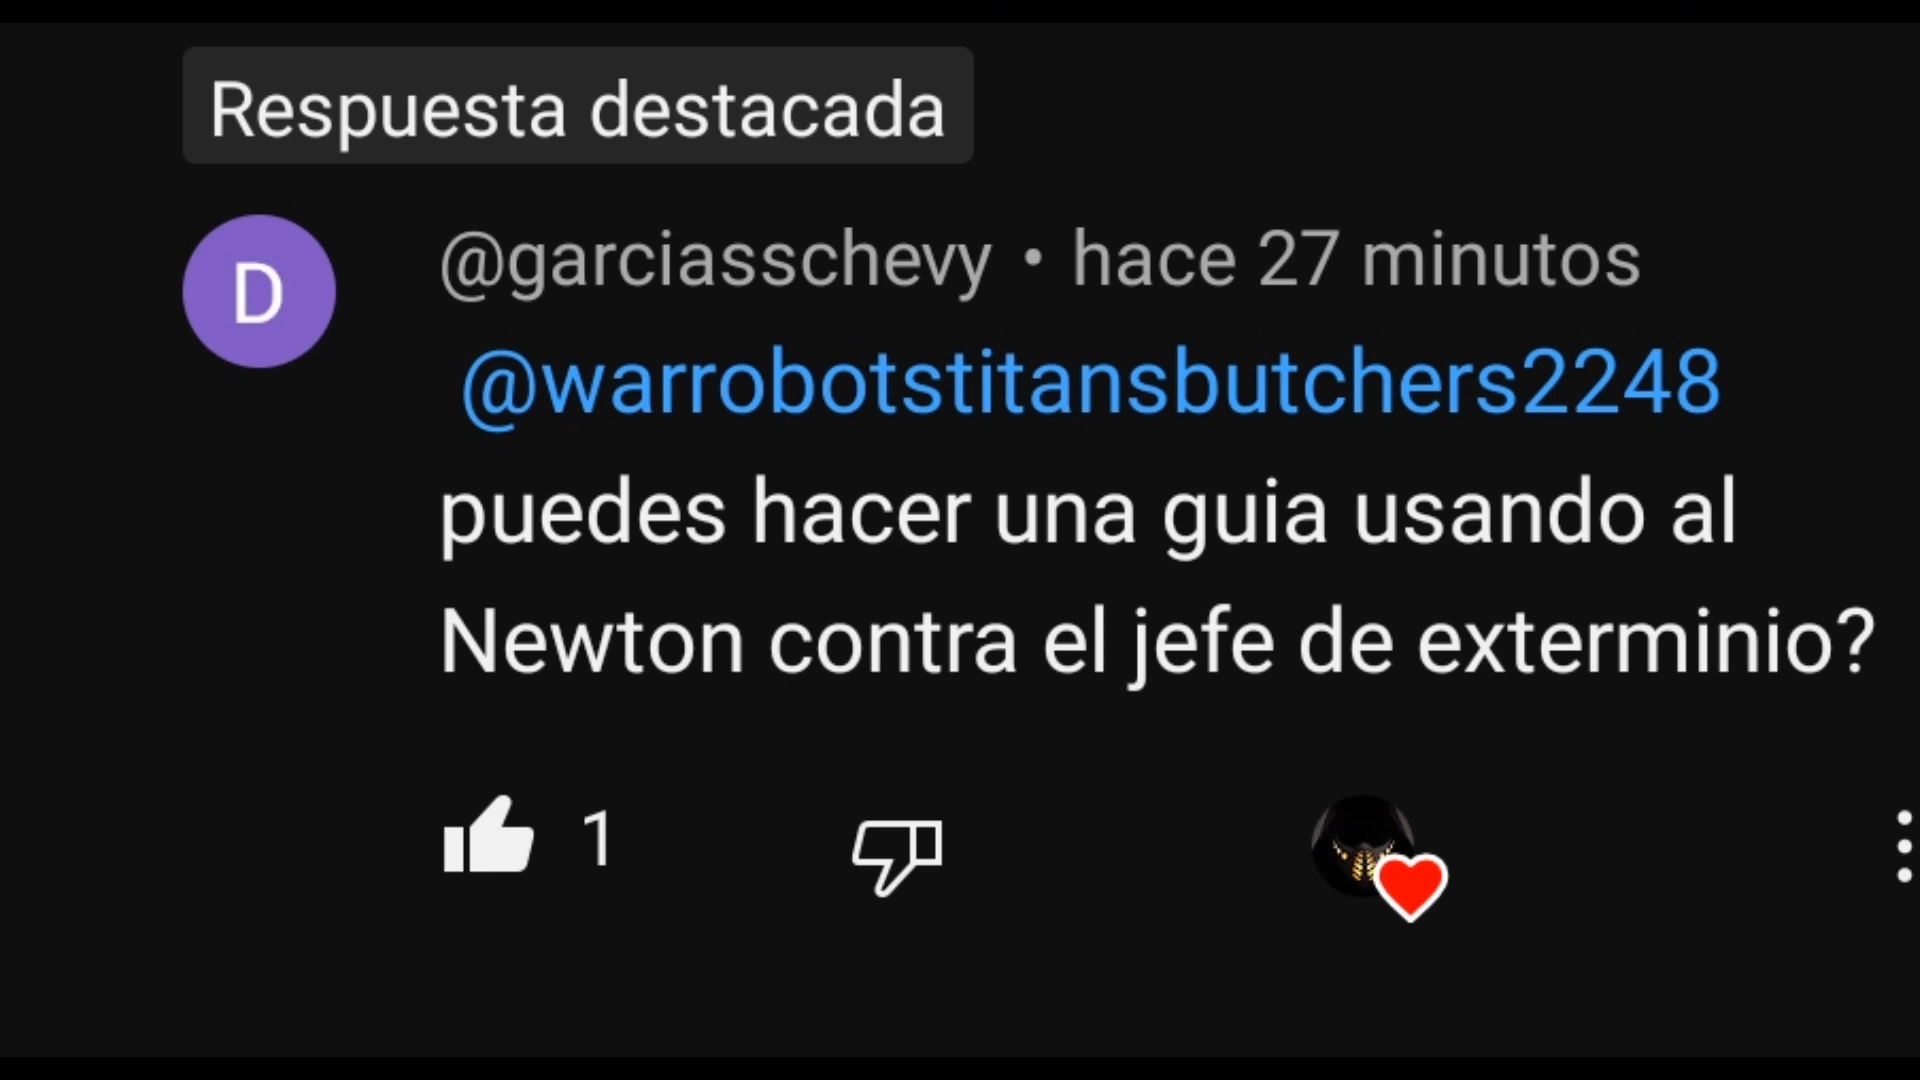 Respuesta destacada
D
@garciasschevy • hace 27 minutos
@warrobotstitansbutchers2248
puedes hacer una guia usando al
Newton contra el jefe de exterminio?
1